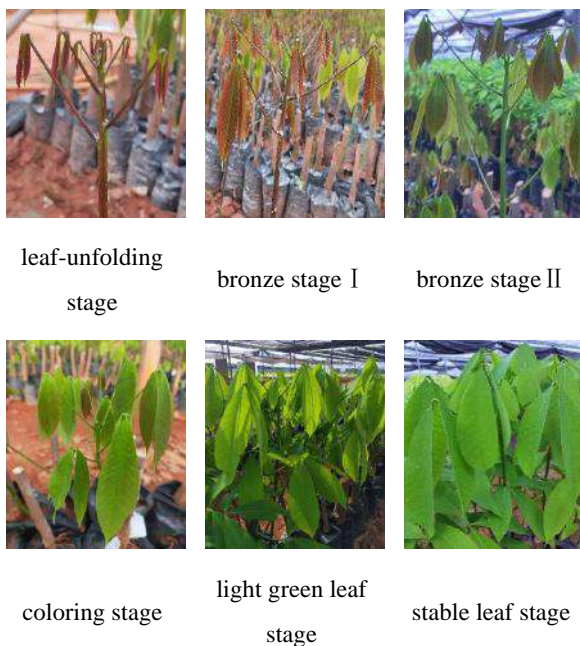 leaf-unfolding
stage
bronze stage Ⅰ
bronze stage Ⅱ
coloring stage
light green leaf
stage
stable leaf stage